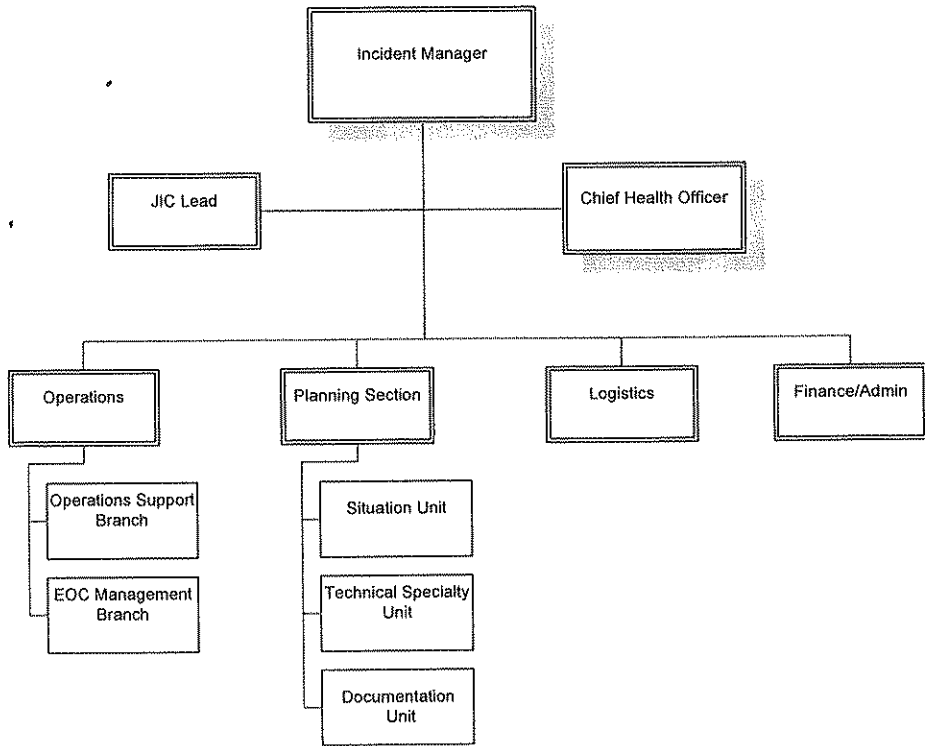 Incident Manager
JIC Lead
Chief Health Officer
Operations
Planning Section
Logistics
Finance/Admin
Operations Support
Branch
EOC Management
Branch
Situation Unit
Technical Specialty
Unit
Documentation
Unit